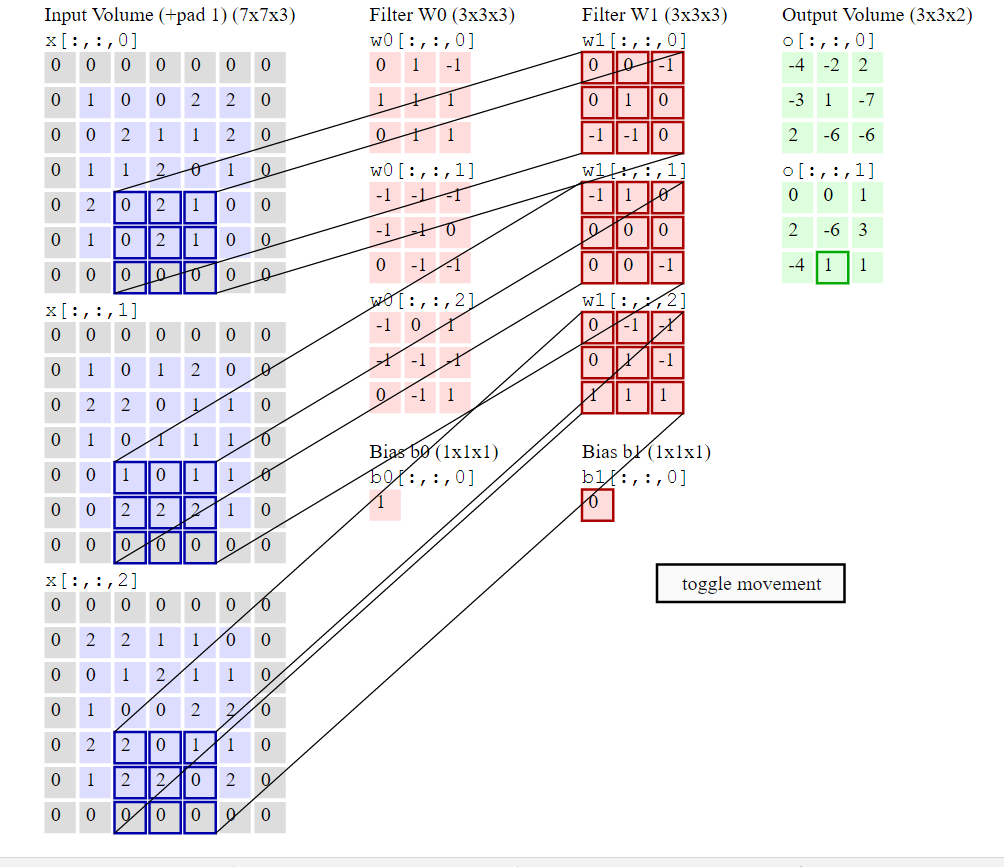 Input Volume (+pad 1) (7x7x3) Filter W0 (3x3x3) Filter W1 (3x3x3) Output Volume (3x3x2)
x[:,:,0] w0[:,:,0] w1[:,:,0] o[:,:,0]
0 0 0 0 0 0 0 0 1 -1 0 0 -1 -4 -2 2
0 1 0 0 2 2 0 1 1 1 0 1 0 -3 1 -7
0 0 2 1 1 2 0 0 1 1 -1 -1 0 2 -6 -6
0 1 1 2 0 1 0 w0[:,:,1] w1[:,:,1] o[:,:,1]
0 2 0 2 1 0 0 -1 -1 -1 -1 1 0 0 0 1
0 1 0 2 1 0 0 -1 -1 0 0 0 0 2 -6 3
0 0 0 0 0 0 0 0 -1 -1 0 0 -1 -4 1 1
x[:,:,1] w0[:,:,2] w1[:,:,2]
0 0 0 0 0 0 0 -1 0 1 0 -1 -1
0 1 0 1 2 0 0 -1 -1 -1 0 1 -1
0 2 2 0 1 1 0 0 -1 1 1 1 1
0 1 0 1 1 1 0 Bias b0 (1x1x1) Bias b1 (1x1x1)
0 0 1 0 1 1 0 b0[:,:,0] b1[:,:,0]
0 0 2 2 2 1 0 1 0
0 0 0 0 0 0 0
x[:,:,2] toggle movement
0 0 0 0 0 0 0
0 2 2 1 1 0 0
0 0 1 2 1 1 0
0 1 0 0 2 2 0
0 2 2 0 1 1 0
0 1 2 2 0 2 0
0 0 0 0 0 0 0